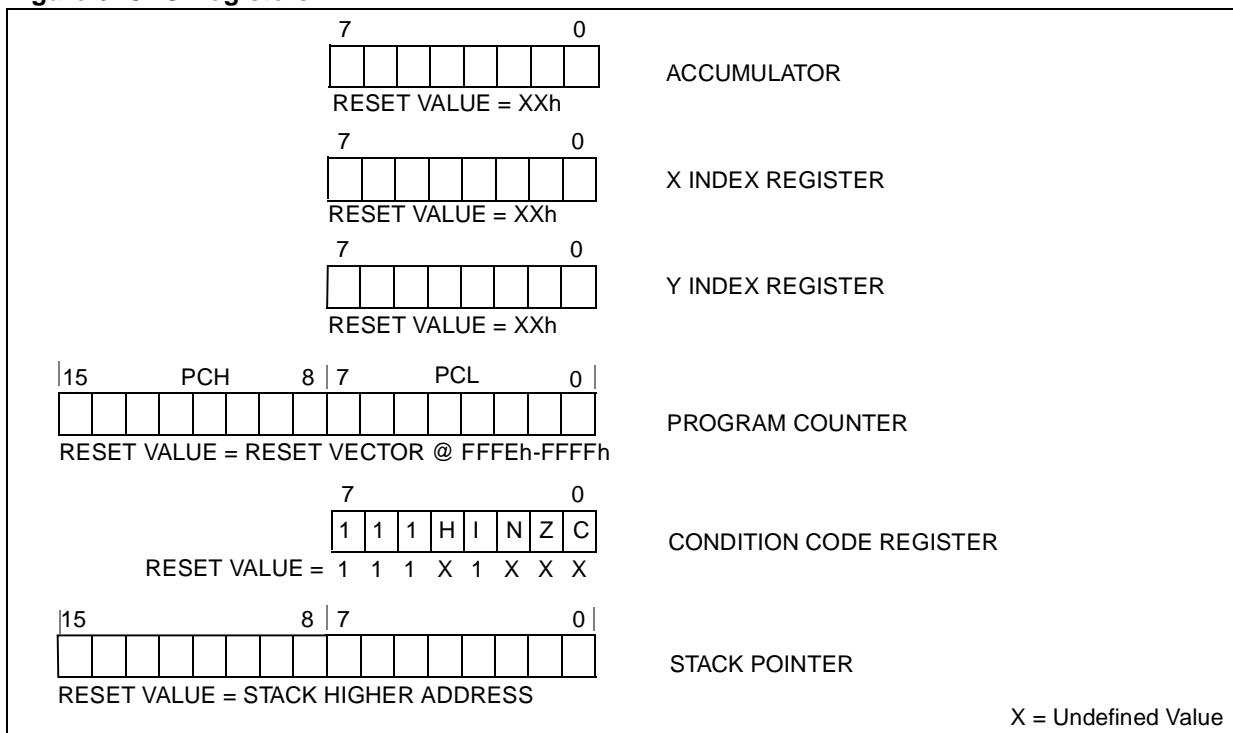 7 0
ACCUMULATOR
RESET VALUE = XXh
7 0
X INDEX REGISTER
RESET VALUE = XXh
7 0
Y INDEX REGISTER
RESET VALUE = XXh
15 PCH 8 7 PCL 0
PROGRAM COUNTER
RESET VALUE = RESET VECTOR @ FFFEh-FFFFh
7 0
1 1 1 H I N Z C
CONDITION CODE REGISTER
RESET VALUE = 1 1 1 X 1 X X X
15 8 7 0
STACK POINTER
RESET VALUE = STACK HIGHER ADDRESS
X = Undefined Value